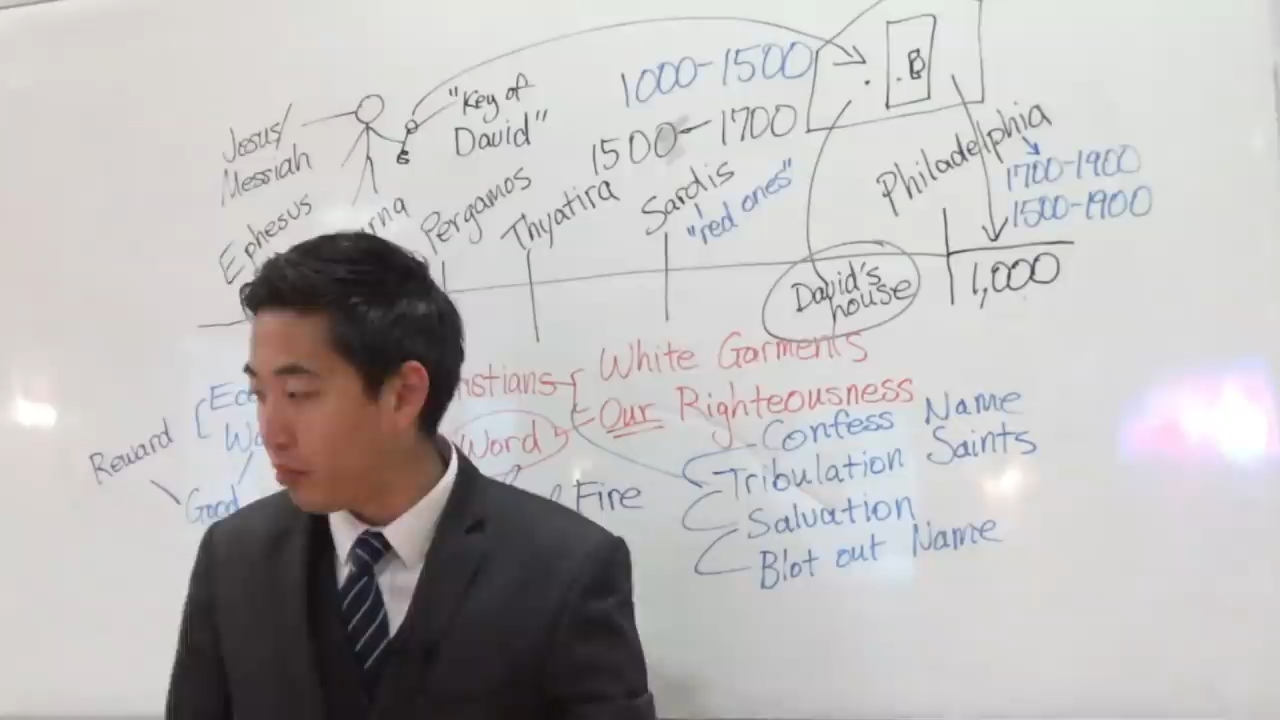 "Key of
David"
Jesus/
Messiah
1000-1500
1500-1700
B
Ephesus
Pergamos
Thyatira
Sardis
"red ones"
Philadelphia
1700-1900
1500-1900
David's
house
1,000
White Garments
Our Righteousness
Word
Confess Name
Tribulation Saints
Salvation
Blot out Name
Reward
Good
Fire